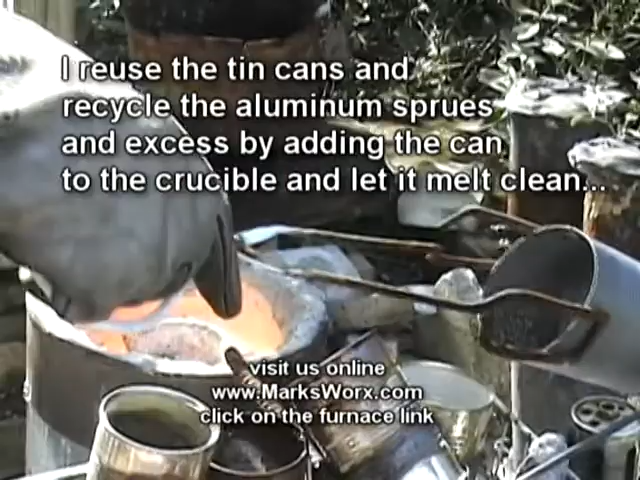 I reuse the tin cans and
recycle the aluminum sprues
and excess by adding the can
to the crucible and let it melt clean...
visit us online
www.MarksWorx.com
click on the furnace link